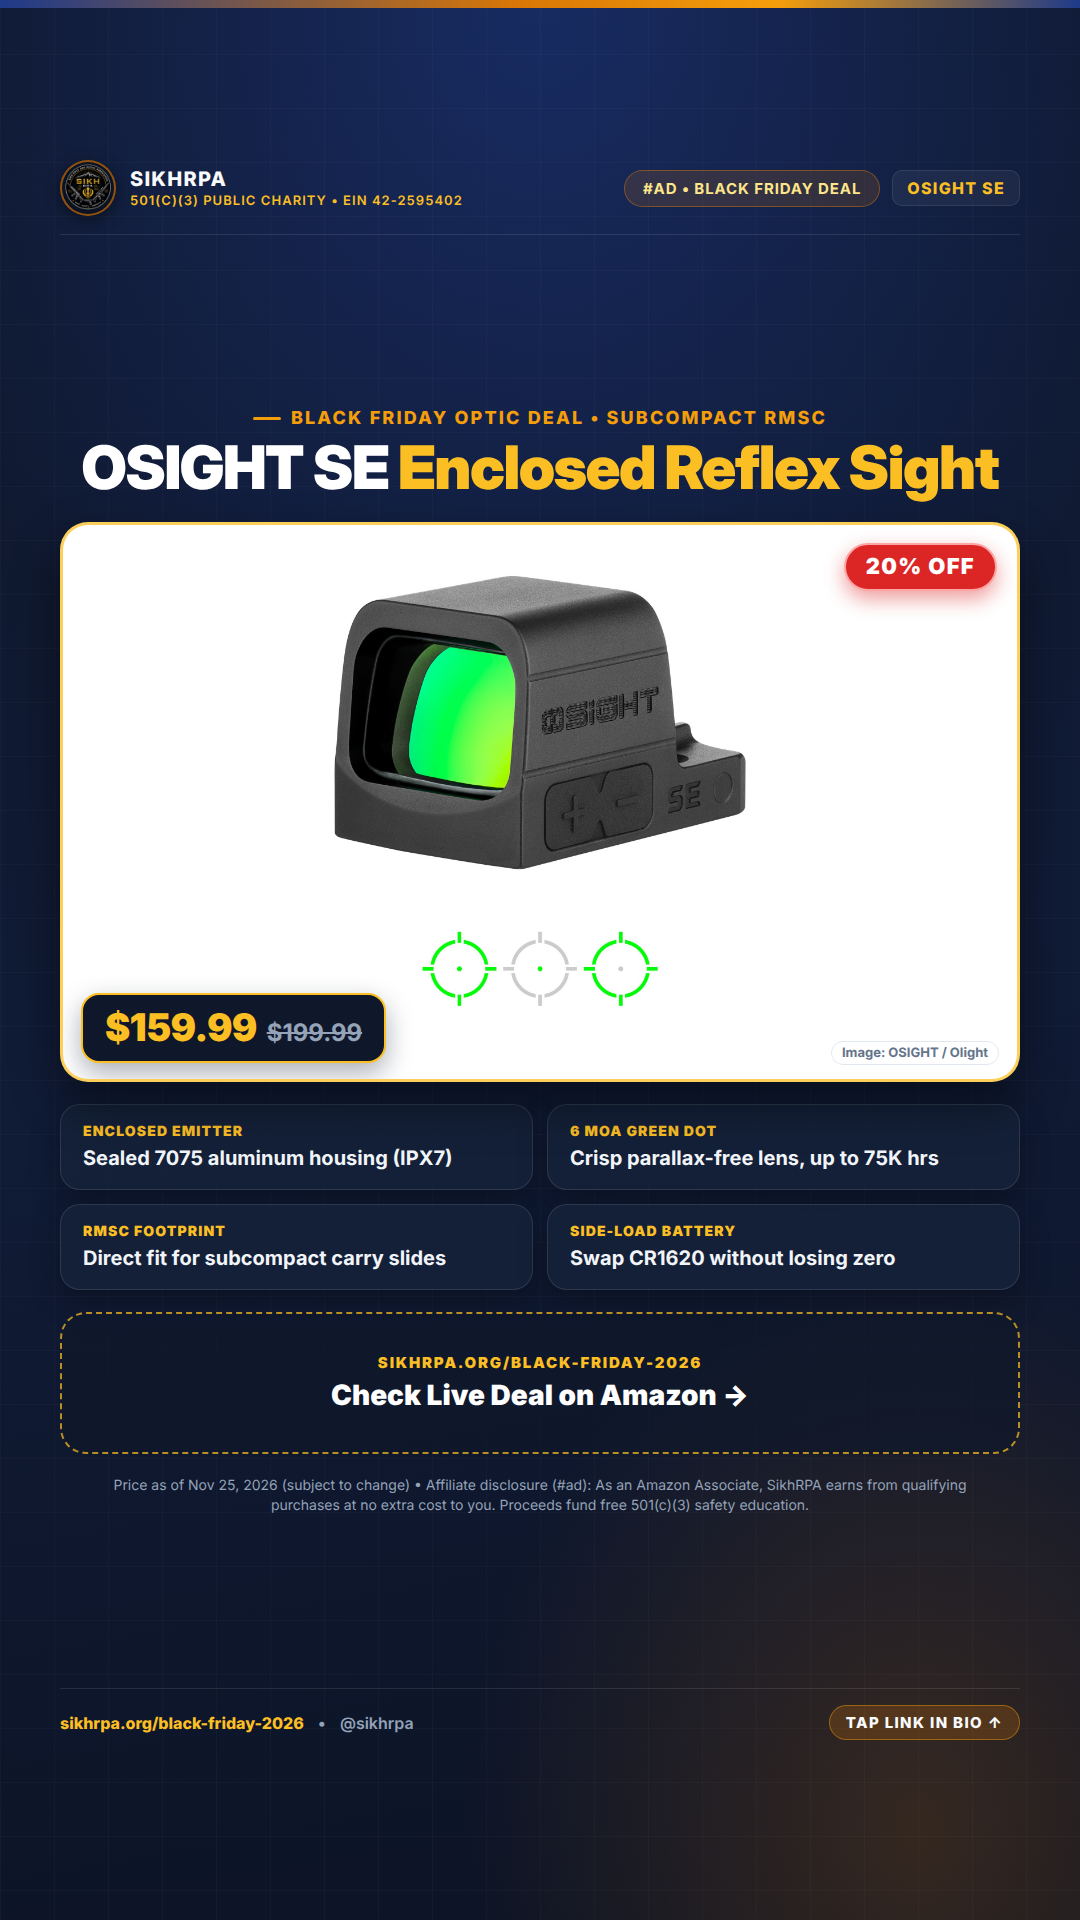 SIKH
SIKHRPA
501(C)(3) PUBLIC CHARITY • EIN 42-2595402
#AD • BLACK FRIDAY DEAL
OSIGHT SE
BLACK FRIDAY OPTIC DEAL • SUBCOMPACT RMSC
OSIGHT SE Enclosed Reflex Sight
20% OFF
OSIGHT
SE
$159.99 $199.99
Image: OSIGHT / Olight
ENCLOSED EMITTER
Sealed 7075 aluminum housing (IPX7)
6 MOA GREEN DOT
Crisp parallax-free lens, up to 75K hrs
RMSC FOOTPRINT
Direct fit for subcompact carry slides
SIDE-LOAD BATTERY
Swap CR1620 without losing zero
SIKHRPA.ORG/BLACK-FRIDAY-2026
Check Live Deal on Amazon →
Price as of Nov 25, 2026 (subject to change) • Affiliate disclosure (#ad): As an Amazon Associate, SikhRPA earns from qualifying
purchases at no extra cost to you. Proceeds fund free 501(c)(3) safety education.
sikhrpa.org/black-friday-2026 • @sikhrpa
TAP LINK IN BIO ↑